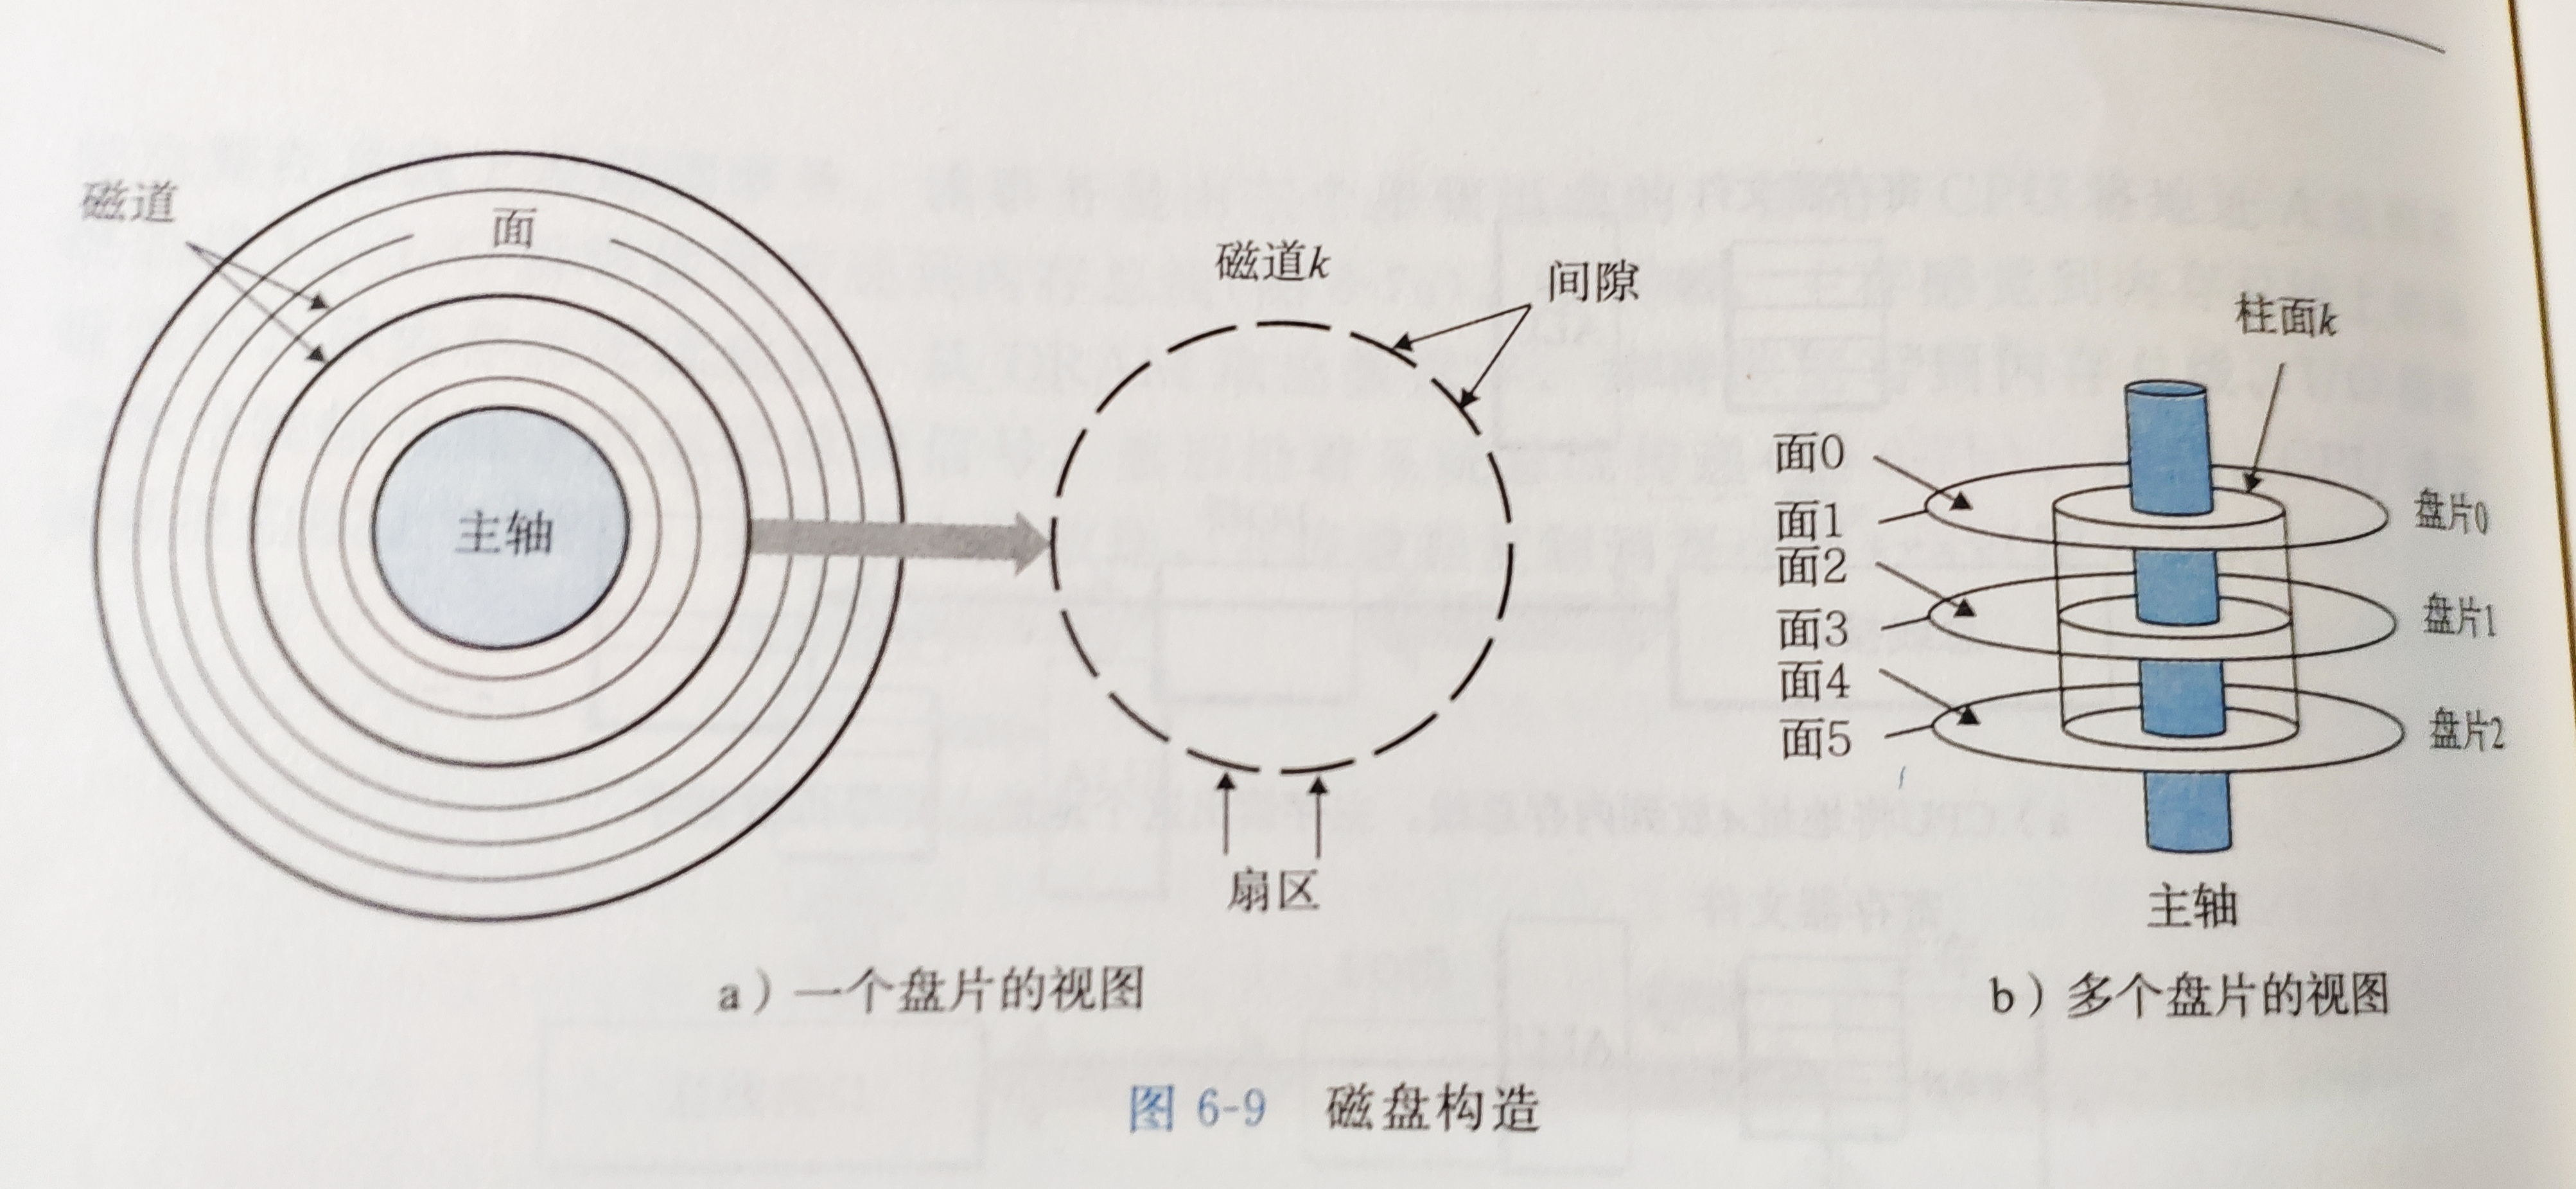 磁道
面
主轴
磁道k
间隙
扇区
a）一个盘片的视图
柱面k
面0
面1
面2
面3
面4
面5
盘片0
盘片1
盘片2
主轴
b）多个盘片的视图
图 6-9 磁盘构造